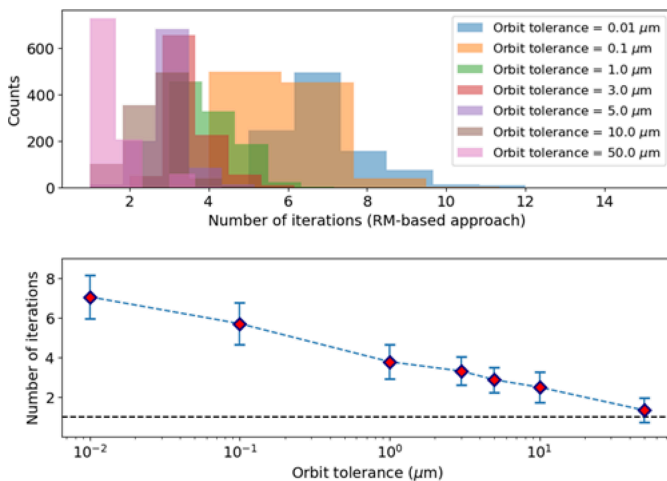 600
400
200
0
Counts
Orbit tolerance = 0.01 μm
Orbit tolerance = 0.1 μm
Orbit tolerance = 1.0 μm
Orbit tolerance = 3.0 μm
Orbit tolerance = 5.0 μm
Orbit tolerance = 10.0 μm
Orbit tolerance = 50.0 μm
2 4 6 8 10 12 14
Number of iterations (RM-based approach)
8
6
4
2
Number of iterations
10⁻² 10⁻¹ 10⁰ 10¹
Orbit tolerance (μm)